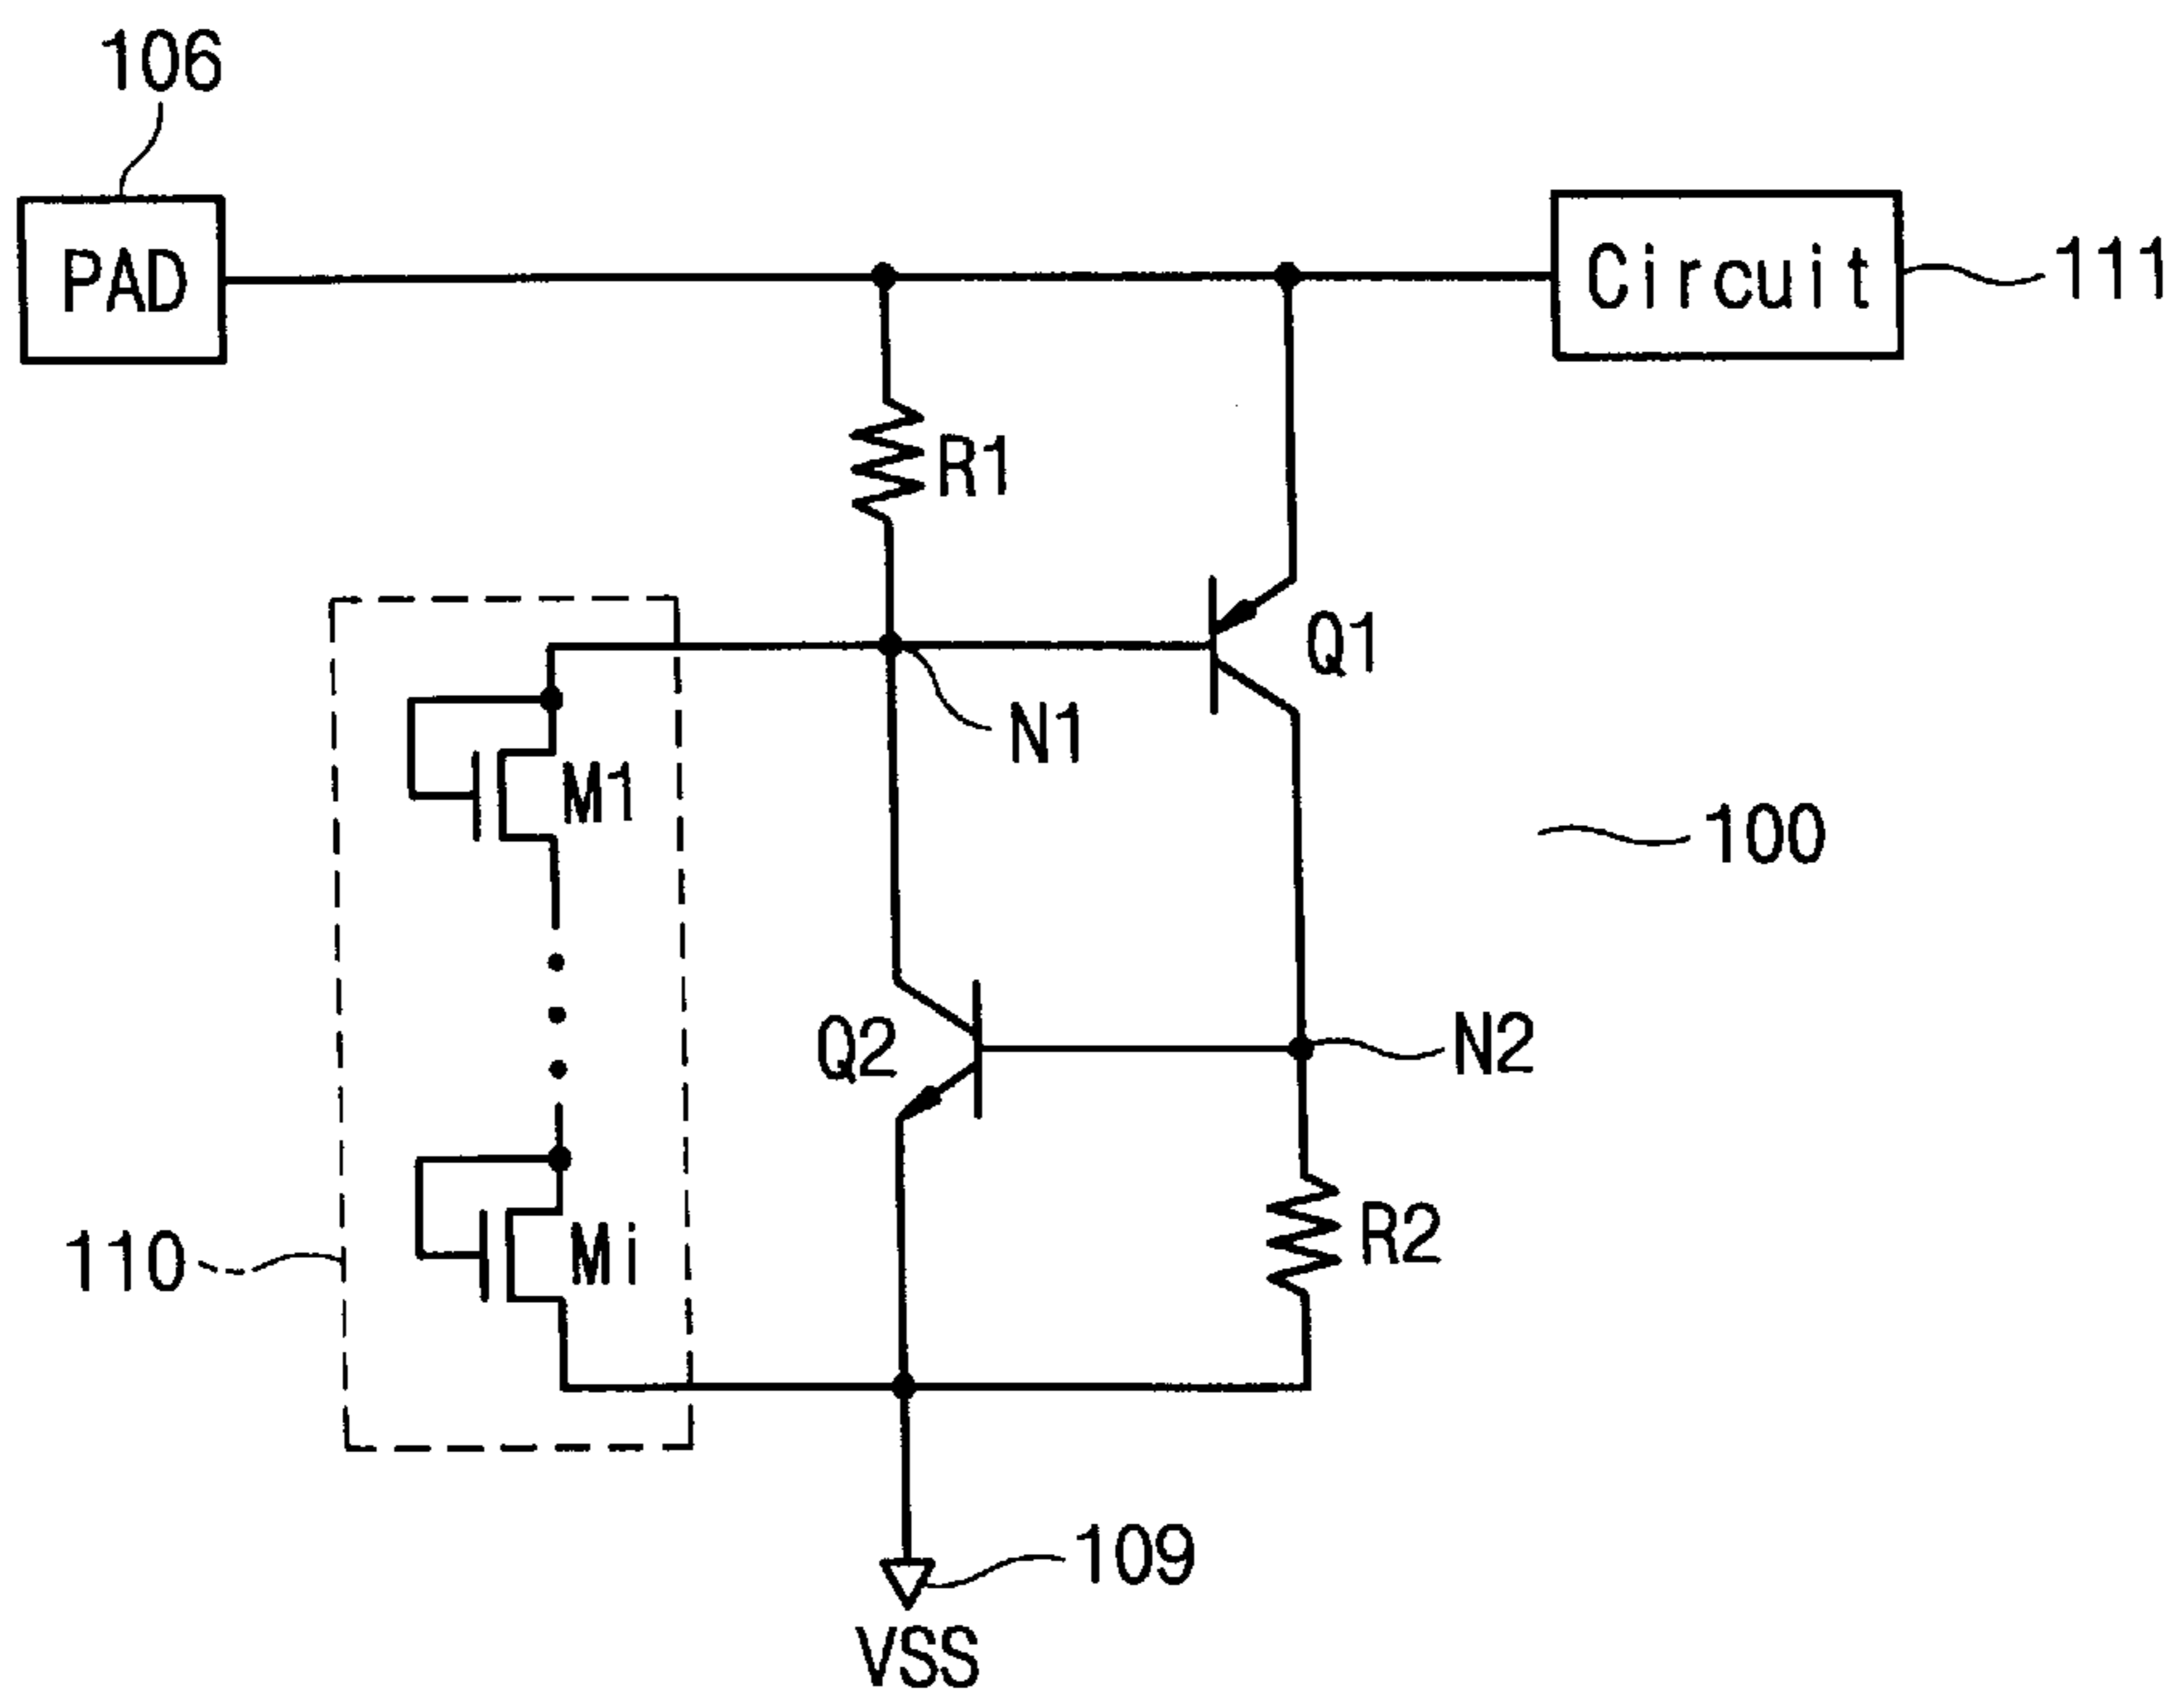 106
PAD
Circuit
111
R1
Q1
N1
M1
100
Q2
N2
R2
Mi
110
109
VSS